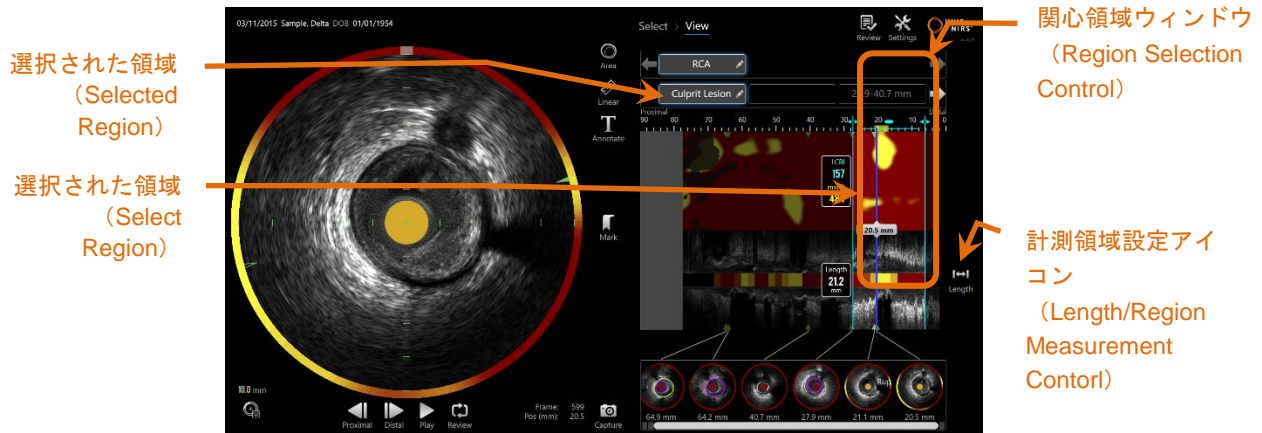 選択された領域
（Selected
Region）
選択された領域
（Select
Region）
03/11/2015 Sample, Delta DOB 01/01/1954
Area
Linear
T
Annotate
Mark
10.0 mm
Proximal Distal Play Review
Frame: 599
Pos (mm): 20.5
Capture
Select > View
Review Settings
RCA
Culprit Lesion
Proximal
90 80 70 60 50 40 30 20 10 0
LCBI
157
20.5 mm
Length
21.2
mm
Length
Rup
64.9 mm 64.2 mm 40.7 mm 27.9 mm 21.1 mm 20.5 mm
関心領域ウィンドウ
（Region Selection
Control）
計測領域設定アイ
コン
（Length/Region
Measurement
Contorl）